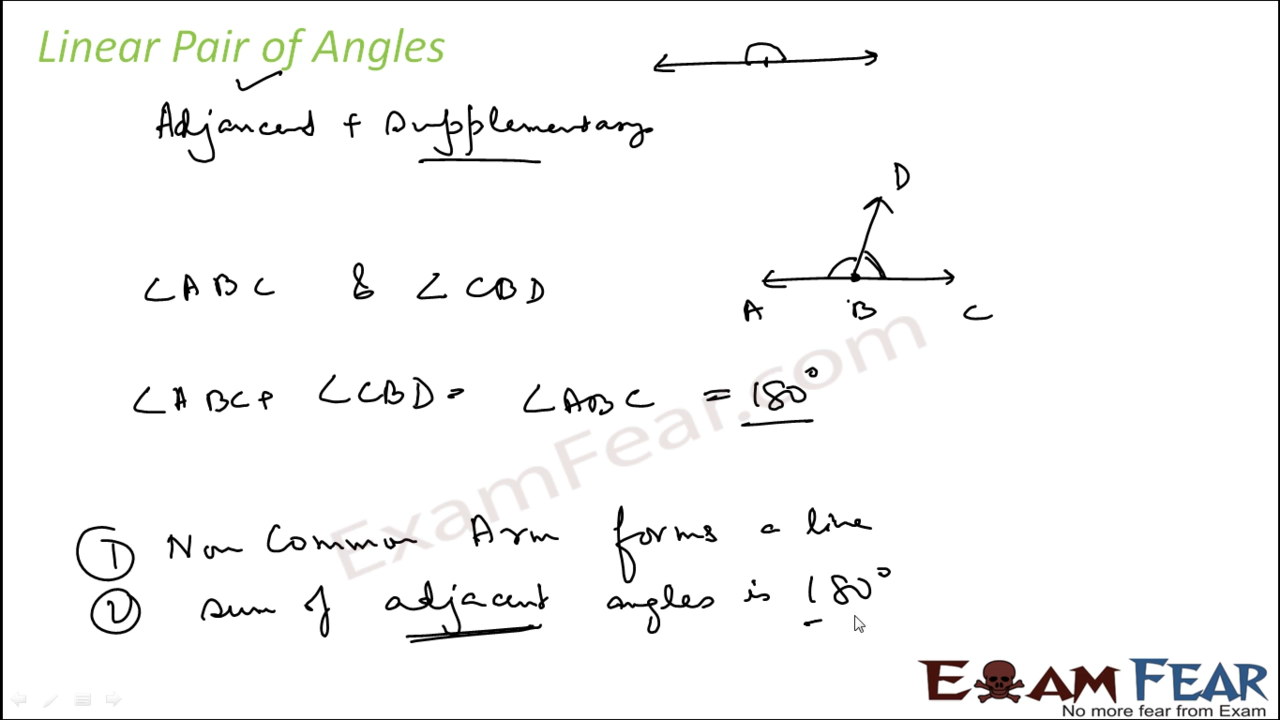 Linear Pair of Angles
Adjancent + Supplementary
D
∠ABC & ∠CBD
A B C
∠ABC+ ∠CBD = ∠ABC = 180°
ExamFear.com
① Non Common Arm forms a line
② Sum of adjacent angles is 180°
EXAM FEAR
No more fear from Exam